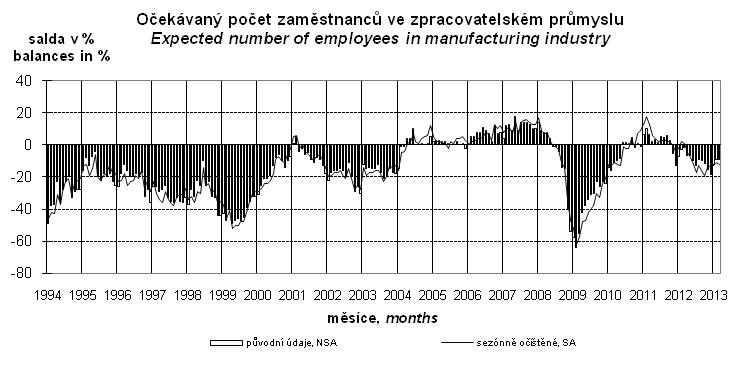 Očekávaný počet zaměstnanců ve zpracovatelském průmyslu
Expected number of employees in manufacturing industry
salda v %
balances in %
40
20
0
-20
-40
-60
-80
1994 1995 1996 1997 1998 1999 2000 2001 2002 2003 2004 2005 2006 2007 2008 2009 2010 2011 2012 2013
měsíce, months
původní údaje, NSA
sezónně očištěné, SA